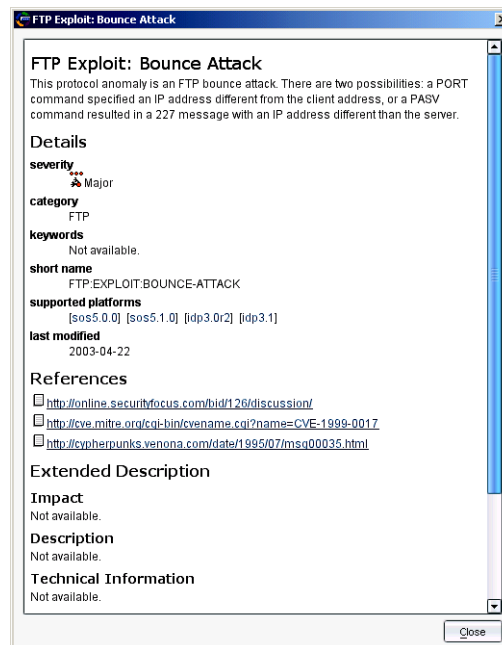 FTP Exploit: Bounce Attack
FTP Exploit: Bounce Attack
This protocol anomaly is an FTP bounce attack. There are two possibilities: a PORT
command specified an IP address different from the client address, or a PASV
command resulted in a 227 message with an IP address different than the server.
Details
severity
Major
category
FTP
keywords
Not available.
short name
FTP:EXPLOIT:BOUNCE-ATTACK
supported platforms
[sos5.0.0] [sos5.1.0] [idp3.0r2] [idp3.1]
last modified
2003-04-22
References
http://online.securityfocus.com/bid/126/discussion/
http://cve.mitre.org/cgi-bin/cvename.cgi?name=CVE-1999-0017
http://cypherpunks.venona.com/date/1995/07/msg00035.html
Extended Description
Impact
Not available.
Description
Not available.
Technical Information
Not available.
Close